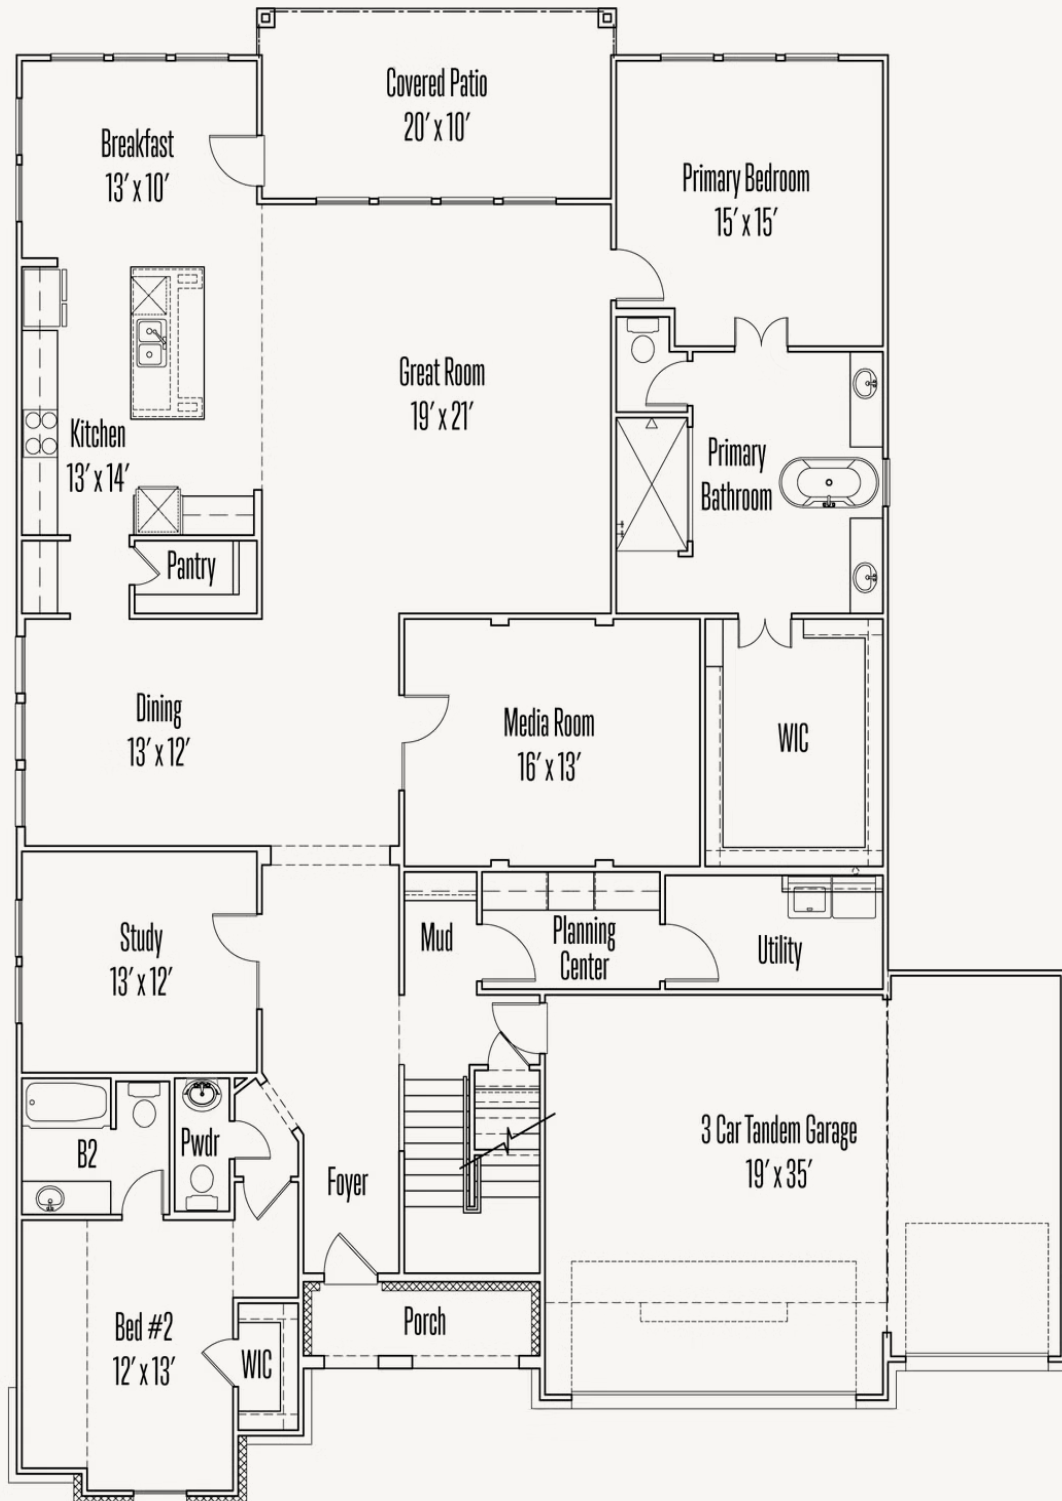 Covered Patio
20′ x 10′
Breakfast
13′ x 10′
Primary Bedroom
15′ x 15′
Great Room
19′ x 21′
Kitchen
13′ x 14′
Primary
Bathroom
Pantry
Dining
13′ x 12′
Media Room
16′ x 13′
WIC
Study
13′ x 12′
Mud
Planning
Center
Utility
B2
Pwdr
Foyer
3 Car Tandem Garage
19′ x 35′
Bed #2
12′ x 13′
WIC
Porch